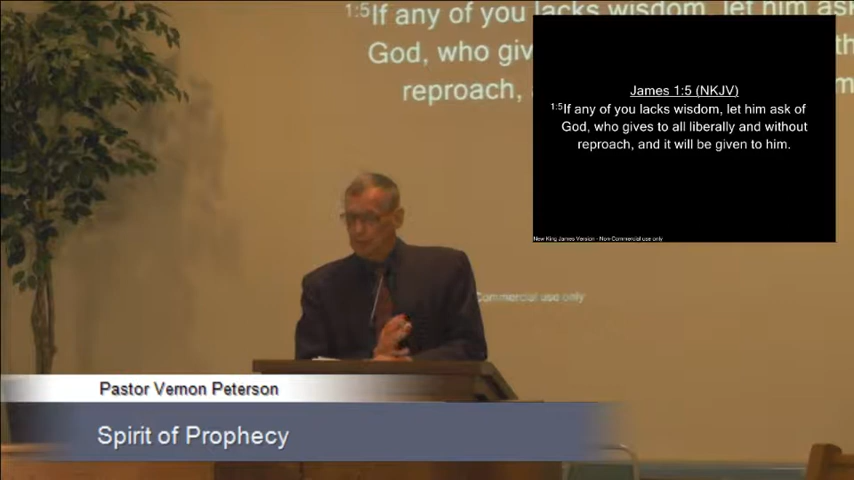 1:5If any of you lacks wisdom, let him ask
God, who giv
reproach,
James 1:5 (NKJV)
1:5If any of you lacks wisdom, let him ask of
God, who gives to all liberally and without
reproach, and it will be given to him.
New King James Version - Non-Commercial use only
Commercial use only
Pastor Vernon Peterson
Spirit of Prophecy